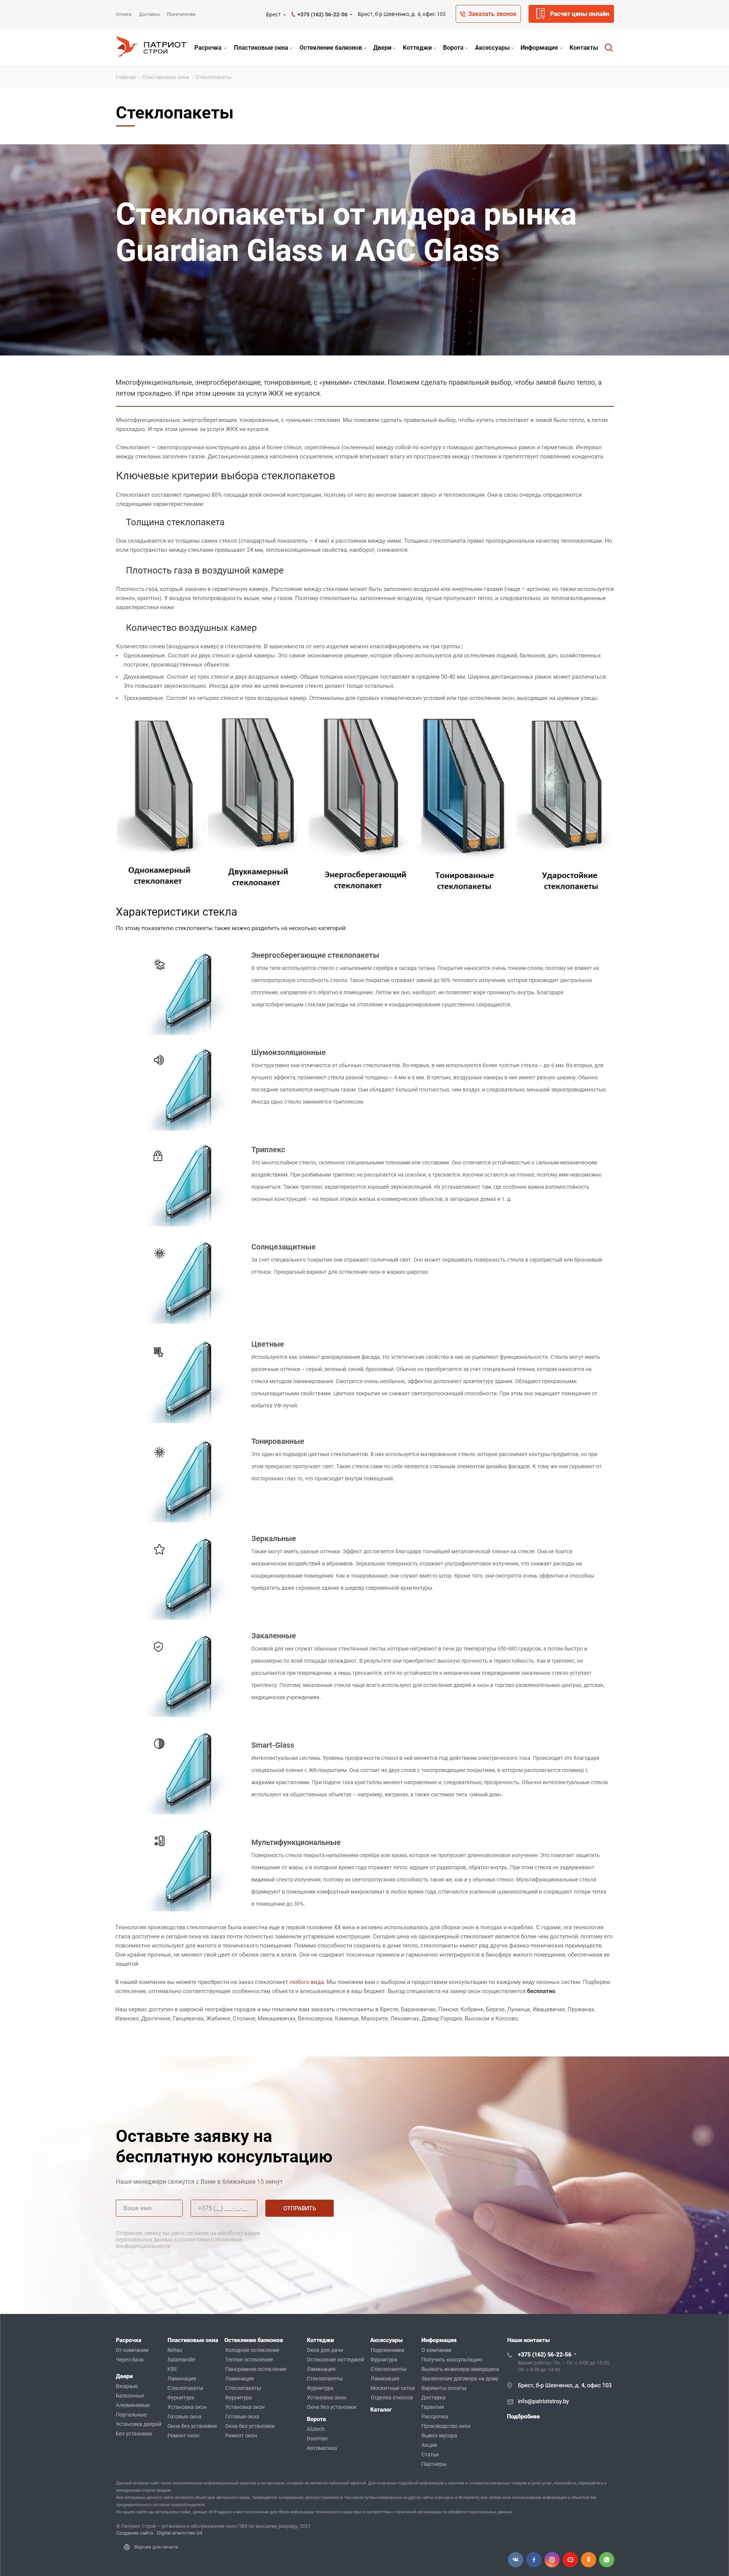 Оплата Доставка Покупателям
Брест +375 (162) 56-22-56 Брест, б-р Шевченко, д. 4, офис 103 Заказать звонок Расчет цены онлайн
ПАТРИОТ
СТРОЙ
Расрочка Пластиковые окна Остекление балконов Двери Коттеджи Ворота Аксессуары Информация Контакты
Главная Пластиковые окна Стеклопакеты
Стеклопакеты
Стеклопакеты от лидера рынка
Guardian Glass и AGC Glass
Многофункциональные, энергосберегающие, тонированные, с «умными» стеклами. Поможем сделать правильный выбор, чтобы зимой было тепло, а
летом прохладно. И при этом ценник за услуги ЖКХ не кусался.
Многофункциональные, энергосберегающие, тонированные, с «умными» стеклами. Мы поможем сделать правильный выбор, чтобы купить стеклопакет и зимой было тепло, а летом
прохладно. И при этом ценник за услуги ЖКХ не кусался.
Стеклопакет — светопрозрачная конструкция из двух и более стёкол, скреплённых (склеенных) между собой по контуру с помощью дистанционных рамок и герметиков. Интервал
между стеклами заполнен газом. Дистанционная рамка наполнена осушителем, который впитывает влагу из пространства между стеклами и препятствует появлению конденсата.
Ключевые критерии выбора стеклопакетов
Стеклопакет составляет примерно 80% площади всей оконной конструкции, поэтому от него во многом зависят звуко- и теплоизоляция. Они в свою очередь определяются
следующими характеристиками:
Толщина стеклопакета
Она складывается из толщины самих стекол (стандартный показатель – 4 мм) и расстояния между ними. Толщина стеклопакета прямо пропорциональна качеству теплоизоляции. Но
если пространство между стеклами превышает 24 мм, теплоизоляционные свойства, наоборот, снижаются.
Плотность газа в воздушной камере
Плотность газа, который закачен в герметичную камеру. Расстояние между стеклами может быть заполнено воздухом или инертными газами (чаще – аргоном, но также используется
ксенон, криптон). У воздуха теплопроводность выше, чем у газов. Поэтому стеклопакеты, заполненные воздухом, лучше пропускают тепло, и следовательно, их теплоизоляционные
характеристики ниже
Количество воздушных камер
Количество слоев (воздушных камер) в стеклопакете. В зависимости от него изделия можно классифицировать на три группы:;
• Однокамерные. Состоят из двух стекол и одной камеры. Это самое экономичное решение, которое обычно используется для остекления лоджий, балконов, дач, хозяйственных
построек, производственных объектов.
• Двухкамерные. Состоят из трех стекол и двух воздушных камер. Общая толщина конструкции составляет в среднем 30-40 мм. Ширина дистанционных рамок может различаться.
Это повышает звукоизоляцию. Иногда для этих же целей внешнее стекло делают толще остальных.
• Трехкамерные. Состоят из четырех стекол и трех воздушных камер. Оптимальны для суровых климатических условий или при остеклении окон, выходящих на шумные улицы.
Однокамерный
стеклопакет
Двухкамерный
стеклопакет
Энергосберегающий
стеклопакет
Тонированные
стеклопакеты
Ударостойкие
стеклопакеты
Характеристики стекла
По этому показателю стеклопакеты также можно разделить на несколько категорий:
Энергосберегающие стеклопакеты
В этом типе используется стекло с напылением серебра и оксида титана. Покрытие наносится очень тонким слоем, поэтому не влияет на
светопропускную способность стекла. Такое покрытие отражает зимой до 90% теплового излучения, которое производит центральное
отопление, направляя его обратно в помещение. Летом же оно, наоборот, не позволяет жаре проникнуть внутрь. Благодаря
энергосберегающим стеклам расходы на отопление и кондиционирование существенно сокращаются.
Шумоизоляционные
Конструктивно они отличаются от обычных стеклопакетов. Во-первых, в них используются более толстые стекла – до 6 мм. Во-вторых, для
лучшего эффекта, применяют стёкла разной толщины – 4 мм и 6 мм. В-третьих, воздушные камеры в них имеют разную ширину. Обычно
последние заполняются инертным газом. Они обладают большей плотностью, чем воздух, и следовательно, меньшей звукопроводимостью.
Иногда одно стекло заменяется триплексом.
Триплекс
Это многослойное стекло, склеенное специальными пленками или составами. Оно отличается устойчивостью к сильным механическим
воздействиям. При разбивании триплекс не рассыпается на осколки, а трескается. Кусочки остаются на пленке, поэтому ими невозможно
пораниться. Также триплекс характеризуется хорошей звукоизоляцией. Их устанавливают там, где особенно важна взломостойкость
оконных конструкций – на первых этажах жилых и коммерческих объектов, в загородных домах и т. д.
Солнцезащитные
За счет специального покрытия они отражают солнечный свет. Оно может окрашивать поверхность стекла в серебристый или бронзовый
оттенок. Прекрасный вариант для остекления окон в жарких широтах.
Цветные
Используются как элемент декорирования фасада. Но эстетические свойства в них не ущемляют функциональности. Стекла могут иметь
различные оттенки – серый, зеленый, синий, бронзовый. Обычно он приобретается за счет специальной пленки, которая наносится на
стекла методом ламинирования. Смотрятся очень необычно, эффектно дополняют архитектуру здания. Обладают прекрасными
солнцезащитными свойствами. Цветное покрытие не снижает светопропускающей способности. При этом оно защищает помещение от
избытка УФ-лучей.
Тонированные
Это один из подвидов цветных стеклопакетов. В них используется матированное стекло, которое рассеивает контуры предметов, но при
этом прекрасно пропускает свет. Такие стекла сами по себе являются стильным элементом дизайна фасадов. К тому же они скрывают от
посторонних глаз то, что происходит внутри помещений.
Зеркальные
Также могут иметь разные оттенки. Эффект достигается благодаря тончайшей металлической пленке на стекле. Она не боится
механических воздействий и абразивов. Зеркальная поверхность отражает ультрафиолетовое излучение, что снижает расходы на
кондиционирование помещения. Как и тонированные, они служат вместо штор. Кроме того, они смотрятся очень эффектно и способны
превратить даже скромное здание в шедевр современной архитектуры.
Закаленные
Основой для них служат обычные стеклянные листы, которые нагревают в печи до температуры 650-680 градусов, а потом быстро и
равномерно по всей площади охлаждают. В результате они приобретают высокую прочность и термостойкость. Как и триплекс, не
рассыпаются при повреждении, а лишь трескаются, хотя по устойчивости к механическим повреждениям закаленное стекло уступает
триплексу. Поэтому закаленные стекла чаще всего используют для остекления дверей и окон в торгово-развлекательных центрах, детских,
медицинских учреждениях..
Smart-Glass
Интеллектуальная система. Уровень прозрачности стекол в ней меняется под действием электрического тока. Происходит это благодаря
специальной пленке с ЖК-покрытием. Она состоит из двух слоев с токопроводящим покрытием, в котором располагается полимер с
жидкими кристаллами. При подаче тока кристаллы меняют направление и, следовательно, прозрачность. Обычно интеллектуальные стекла
используют на общественных объектах – например, витринах, а также системах типа «умный дом».
Мультифункциональные
Поверхность стекла покрыта напылением серебра или хрома, которое не пропускает длинноволновое излучение. Это помогает защитить
помещение от жары, а в холодное время года отражает тепло, идущее от радиаторов, обратно внутрь. При этом стекла не задерживают
видимый спектр излучения, поэтому их светопропускная способность такая же, как и у обычных стекол. Мультифункциональные стекла
формируют в помещении комфортный микроклимат в любое время года, отличаются усиленной шумоизоляцией и сокращают потери тепла
в помещении до 30%.
Технология производства стеклопакетов была известна еще в первой половине XX века и активно использовалась для сборки окон в поездах и кораблях. С годами, эта технология
стала доступнее и сегодня окна на заказ почти полностью заменили устаревшие конструкции. Сегодня цена на однокамерный стеклопакет является более чем доступной, поэтому его
повсеместно используют для жилого и технического помещения. Помимо способности сохранять в доме тепло, стеклопакеты имеют ряд других физико-технических преимуществ.
Они крайне прочные, не меняют свой цвет от обилия света и влаги. Они не содержат токсичные примеси и гармонично интегрируются в биосферу жилого помещения, обеспечивая ее
защитой
В нашей компании вы можете приобрести на заказ стеклопакет любого вида. Мы поможем вам с выбором и предоставим консультацию по каждому виду оконных систем. Подберем
остекление, оптимально соответствующее особенностям объекта и вписывающееся в ваш бюджет. Выезд специалиста на замер окон осуществляется бесплатно.
Наш сервис доступен в широкой географии городов и мы поможем вам заказать стеклопакеты в Бресте, Барановичах, Пинске, Кобрине, Березе, Лунинце, Ивацевичах, Пружанах,
Иваново, Дрогичине, Ганцевичах, Жабинке, Столине, Микашевичах, Белоозерске, Каменце, Малорите, Ляховичах, Давид-Городке, Высоком и Коссово.
Оставьте заявку на
бесплатную консультацию
Наши менеджери свяжутся с Вами в ближайшие 15 минут
Ваше имя +375 (__) ___-__-__ ОТПРАВИТЬ
Отправляя заявку вы даете согласие на обработку ваших
персональных данных в соответсвии с политикой
конфиденциальности
Расрочка
От компании
Через банк
Двери
Входные
Балконные
Алюминиевые
Портальные
Установка дверей
Без установки
Пластиковые окна
Rehau
Salamander
KBE
Ламинация
Стеклопакеты
Фурнитура
Установка окон
Готовые окна
Окна без установки
Ремонт окон
Остекление балконов
Холодное остекление
Теплое остекление
Панорамное остекление
Ламинация
Стеклопакеты
Фурнитура
Установка окон
Готовые окна
Окна без установки
Ремонт окон
Коттеджи
Окна для дачи
Остекление коттеджей
Ламинация
Стеклопакеты
Фурнитура
Установка окон
Окна без установки
Ворота
Alutech
DoorHan
Автоматика
Аксессуары
Подоконники
Фурнитура
Стеклопакеты
Ламинация
Москитные сетки
Отделка откосов
Каталог
Информация
О компании
Получить консультацию
Вызвать инженера-замерщика
Заключение договора на дому
Варианты оплаты
Доставка
Гарантия
Рассрочка
Производство окон
Вывоз мусора
Акции
Статьи
Партнеры
Наши контакты
+375 (162) 56-22-56
Время работы: Пн. – Пт.: с 9:00 до 18:00,
Сб. с 9:00 до 14:00
Брест, б-р Шевченко, д. 4, офис 103
info@patriotstroy.by
Подбробнее
© Патриот Строй – установка и обслуживание окон ПВХ по высшему разряду, 2021
Создание сайта - Digital-агентство G4
Версия для печати